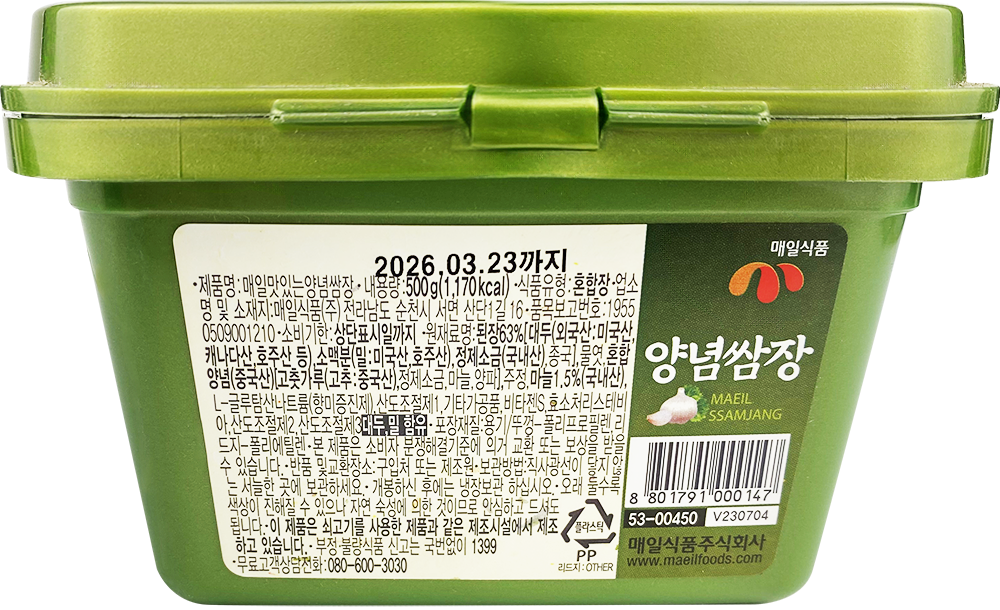 2026.03.23까지
•제품명:매일맛있는양념쌈장•내용량:500g(1,170kcal)•식품유형:혼합장•업소
명 및 소재지:매일식품(주) 전라남도 순천시 서면 산단1길 16•품목보고번호:1955
0509001210•소비기한:상단표시일까지 •원재료명:된장63%[대두(외국산:미국산,
캐나다산, 호주산 등), 소맥분(밀:미국산, 호주산), 정제소금(국내산), 종국], 물엿, 혼합
양념(중국산)[고춧가루(고추:중국산),정제소금,마늘,양파], 주정, 마늘1.5%(국내산),
L-글루탐산나트륨(향미증진제),산도조절제1,기타가공품,비타젠S,효소처리스테비
아,산도조절제2,산도조절제3 대두,밀 함유•포장재질:용기/뚜껑-폴리프로필렌, 리
드지-폴리에틸렌•본 제품은 소비자 분쟁해결기준에 의거 교환 또는 보상을 받을
수 있습니다.•반품 및 교환장소:구입처 또는 제조원•보관방법:직사광선이 닿지 않
는 서늘한 곳에 보관하세요.•개봉하신 후에는 냉장보관 하십시오•오래 둘수록
색상이 진해질 수 있으나 자연 숙성에 의한 것이므로 안심하고 드셔도
됩니다.•이 제품은 쇠고기를 사용한 제품과 같은 제조시설에서 제조
하고 있습니다.•부정·불량식품 신고는 국번없이 1399
•무료고객상담전화:080-600-3030
플라스틱
PP
리드지:OTHER
매일식품
양념쌈장
MAEIL
SSAMJANG
8 801791 000147
53-00450 V230704
매일식품주식회사
www.maeilfoods.com